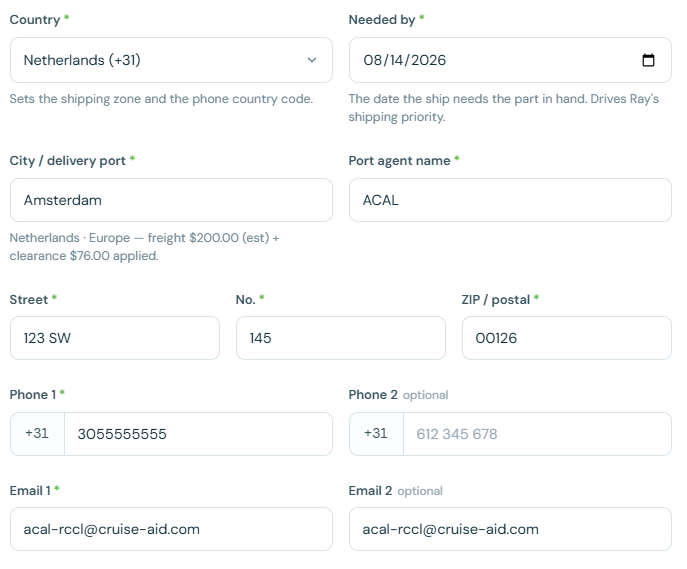 Country *
Needed by *
Netherlands (+31)
08/14/2026
Sets the shipping zone and the phone country code.
The date the ship needs the part in hand. Drives Ray's
shipping priority.
City / delivery port *
Port agent name *
Amsterdam
ACAL
Netherlands · Europe — freight $200.00 (est) +
clearance $76.00 applied.
Street *
No. *
ZIP / postal *
123 SW
145
00126
Phone 1 *
Phone 2 optional
+31
3055555555
+31
612 345 678
Email 1 *
Email 2 optional
acal-rccl@cruise-aid.com
acal-rccl@cruise-aid.com